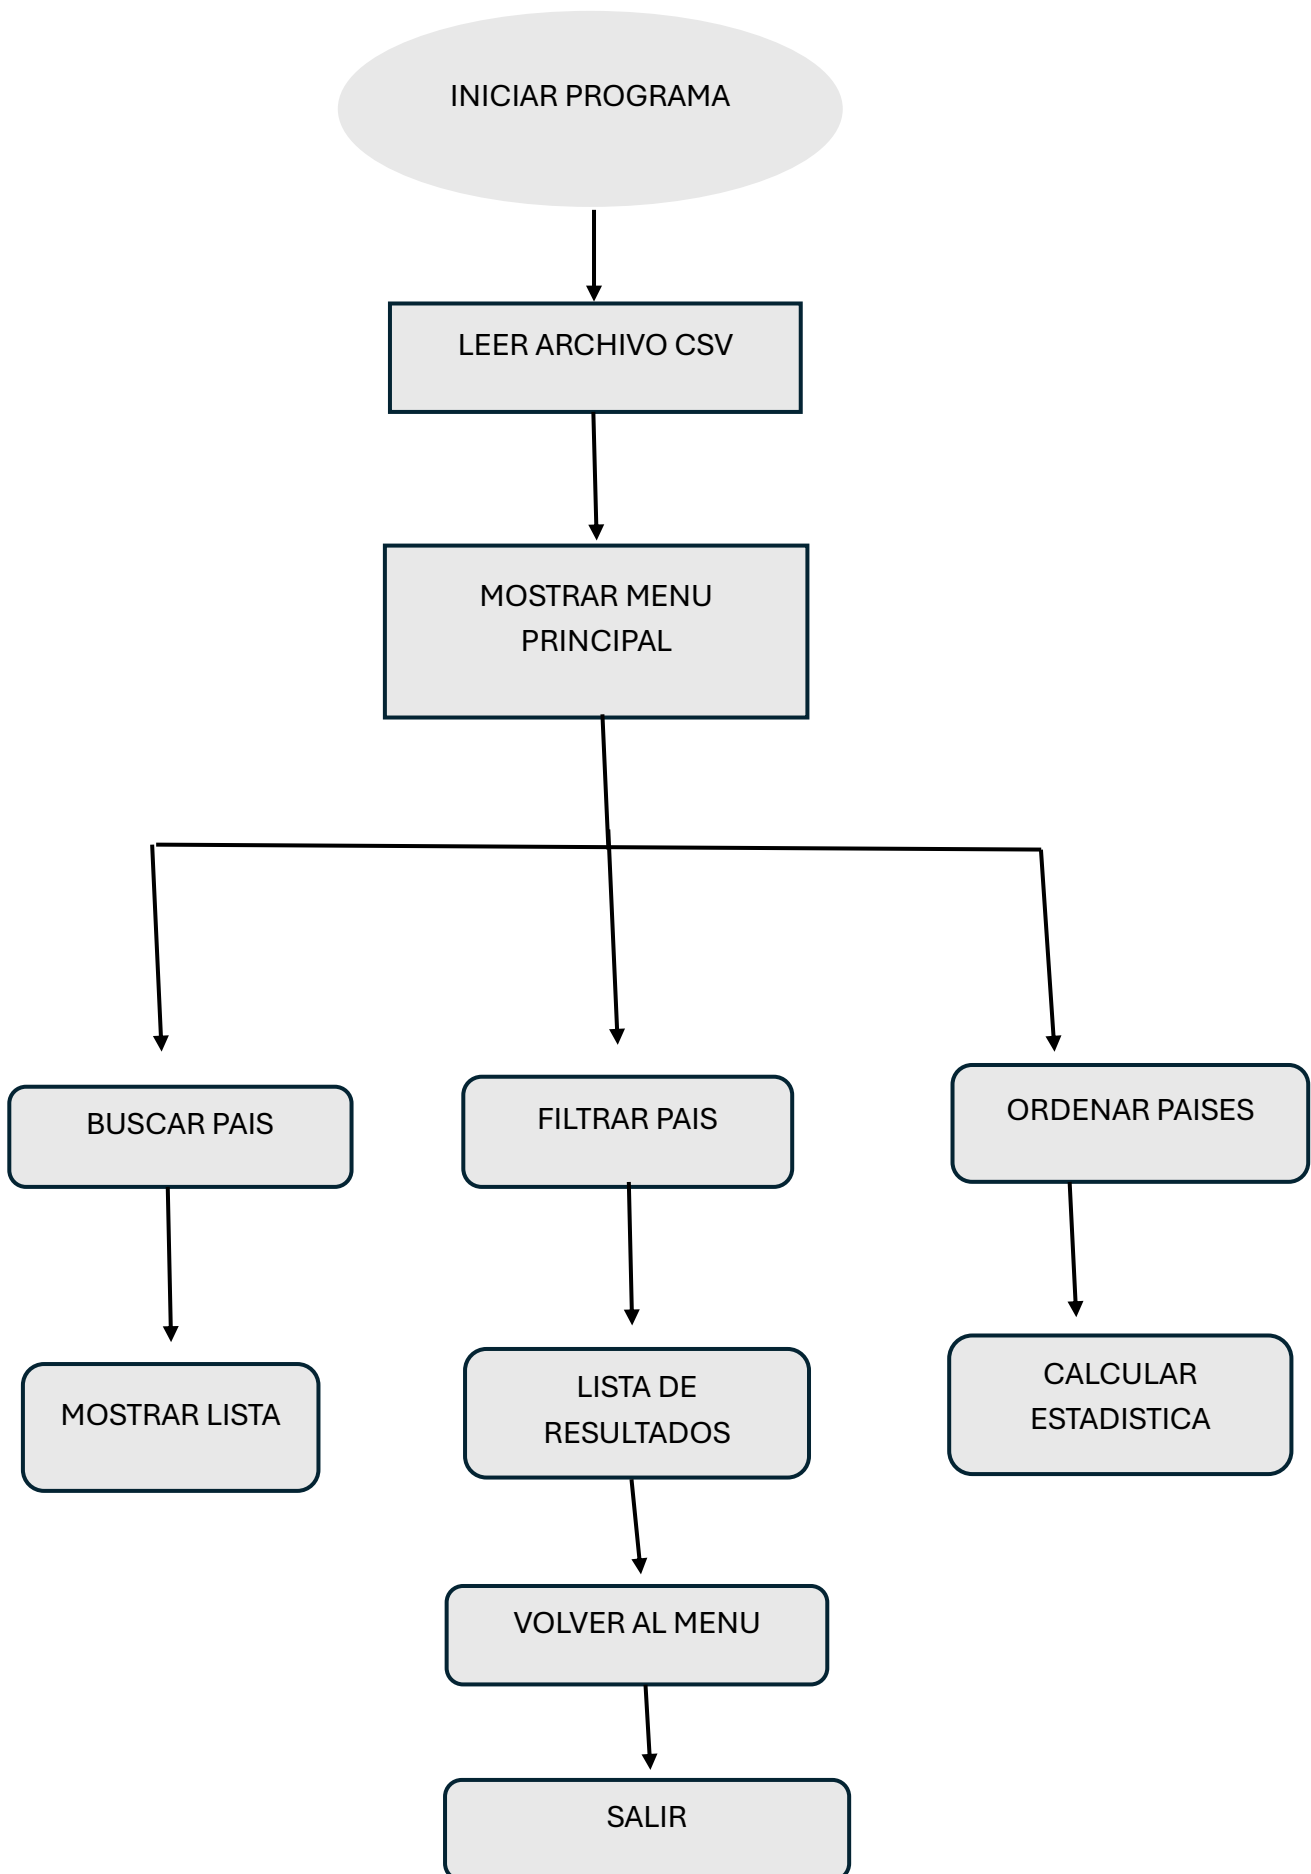 INICIAR PROGRAMA
LEER ARCHIVO CSV
MOSTRAR MENU
PRINCIPAL
BUSCAR PAIS
FILTRAR PAIS
ORDENAR PAISES
MOSTRAR LISTA
LISTA DE
RESULTADOS
CALCULAR
ESTADISTICA
VOLVER AL MENU
SALIR